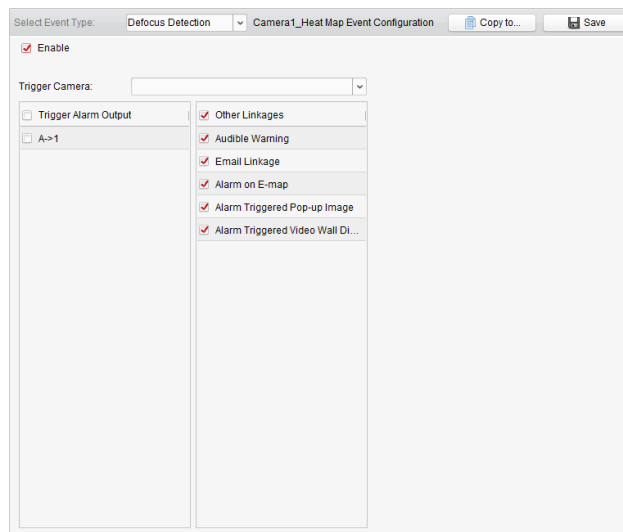 Select Event Type: Defocus Detection Camera1_Heat Map Event Configuration Copy to... Save
Enable
Trigger Camera:
Trigger Alarm Output Other Linkages
A->1 Audible Warning
Email Linkage
Alarm on E-map
Alarm Triggered Pop-up Image
Alarm Triggered Video Wall Di...